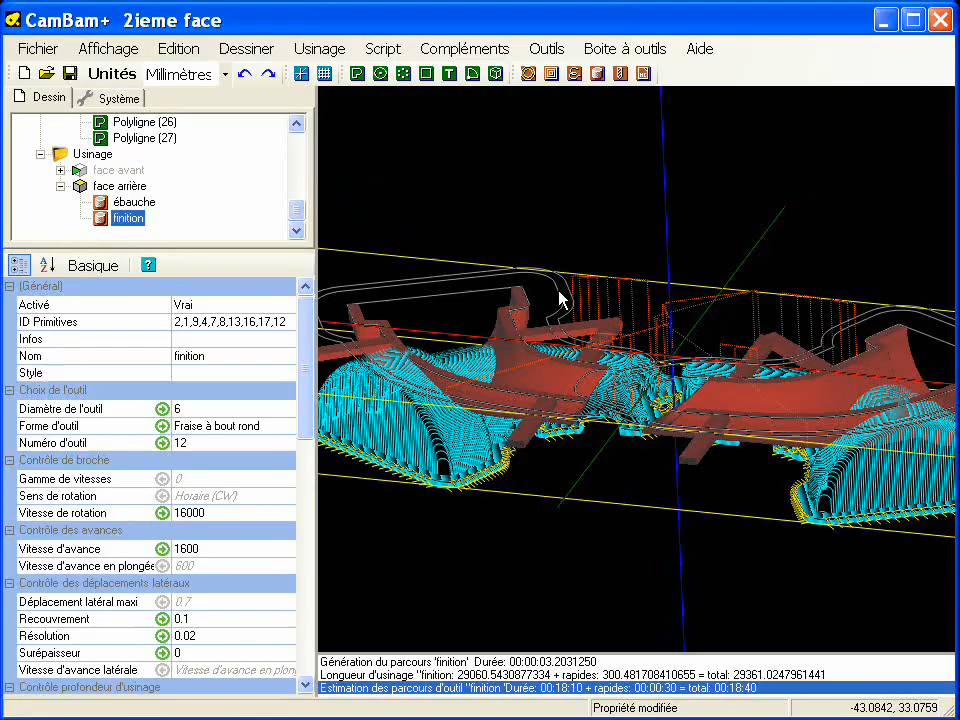 CamBam+ 2ieme face
Fichier Affichage Edition Dessiner Usinage Script Compléments Outils Boite à outils Aide
Unités Millimètres
Dessin Système
Polyligne (26)
Polyligne (27)
Usinage
face avant
face arrière
ébauche
finition
Basique
(Général)
Activé Vrai
ID Primitives 2,1,9,4,7,8,13,16,17,12
Infos
Nom finition
Style
Choix de l'outil
Diamètre de l'outil 6
Forme d'outil Fraise à bout rond
Numéro d'outil 12
Contrôle de broche
Gamme de vitesses 0
Sens de rotation Horaire (CW)
Vitesse de rotation 16000
Contrôle des avances
Vitesse d'avance 1600
Vitesse d'avance en plongée 600
Contrôle des déplacements latéraux
Déplacement latéral maxi 0.7
Recouvrement 0.1
Résolution 0.02
Surépaisseur 0
Vitesse d'avance latérale Vitesse d'avance en plon
Contrôle profondeur d'usinage
Génération du parcours 'finition' Durée: 00:00:03.2031250
Longueur d'usinage ''finition: 29060.5430877334 + rapides: 300.481708410655 = total: 29361.0247961441
Estimation des parcours d'outil ''finition 'Durée: 00:18:10 + rapides: 00:00:30 = total: 00:18:40
Propriété modifiée -43.0842, 33.0759